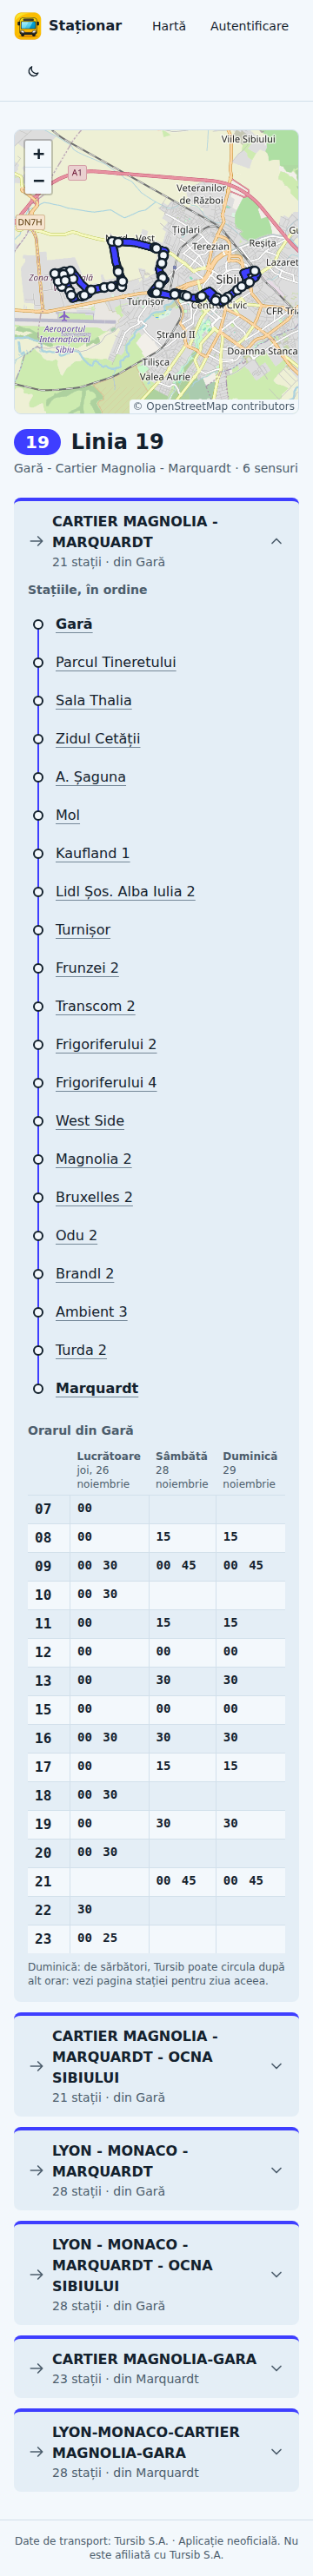 Staționar
Hartă
Autentificare
Viile Sibiului
+
−
A1
Veteranilor
de Război
DN7H
Tiglari
Terezian
Reșița
Lazaret
Turnișor
CFR
Aeroportul
Internațional
Sibiu
Ștrand II
Doamna Stanca
Tilișca
Valea Aurie
© OpenStreetMap contributors
19 Linia 19
Gară - Cartier Magnolia - Marquardt · 6 sensuri
CARTIER MAGNOLIA -
MARQUARDT
21 stații · din Gară
Stațiile, în ordine
Gară
Parcul Tineretului
Sala Thalia
Zidul Cetății
A. Șaguna
Mol
Kaufland 1
Lidl Șos. Alba Iulia 2
Turnișor
Frunzei 2
Transcom 2
Frigoriferului 2
Frigoriferului 4
West Side
Magnolia 2
Bruxelles 2
Odu 2
Brandl 2
Ambient 3
Turda 2
Marquardt
Orarul din Gară
Lucrătoare Sâmbătă Duminică
joi, 26 28 29
noiembrie noiembrie noiembrie
07 00
08 00 15 15
09 00 30 00 45 00 45
10 00 30
11 00 15 15
12 00 00 00
13 00 30 30
15 00 00 00
16 00 30 30 30
17 00 15 15
18 00 30
19 00 30 30
20 00 30
21 00 45 00 45
22 30
23 00 25
Duminică: de sărbători, Tursib poate circula după
alt orar: vezi pagina stației pentru ziua aceea.
CARTIER MAGNOLIA -
MARQUARDT - OCNA
SIBIULUI
21 stații · din Gară
LYON - MONACO -
MARQUARDT
28 stații · din Gară
LYON - MONACO -
MARQUARDT - OCNA
SIBIULUI
28 stații · din Gară
CARTIER MAGNOLIA-GARA
23 stații · din Marquardt
LYON-MONACO-CARTIER
MAGNOLIA-GARA
28 stații · din Marquardt
Date de transport: Tursib S.A. · Aplicație neoficială. Nu
este afiliată cu Tursib S.A.